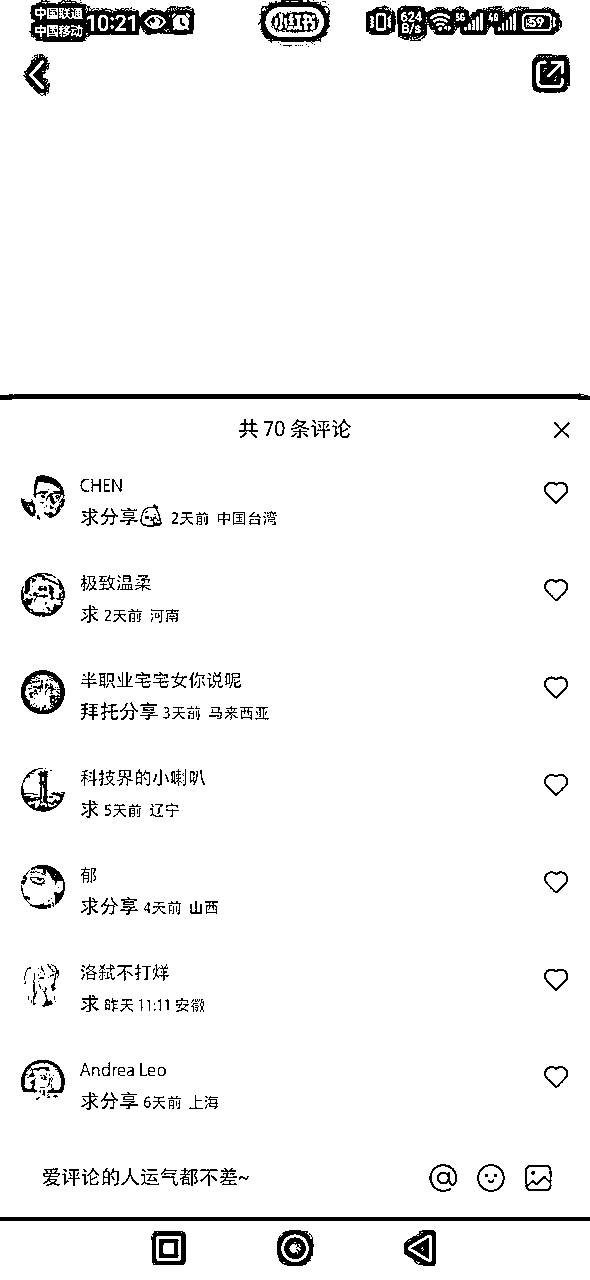 中国联通
中国移动
10:21
小红书
624 B/s
5G
4G
59
共 70 条评论
CHEN
求分享 2天前 中国台湾
极致温柔
求 2天前 河南
半职业宅宅女你说呢
拜托分享 3天前 马来西亚
科技界的小喇叭
求 5天前 辽宁
郁
求分享 4天前 山西
洛弑不打烊
求 昨天 11:11 安徽
Andrea Leo
求分享 6天前 上海
爱评论的人运气都不差~